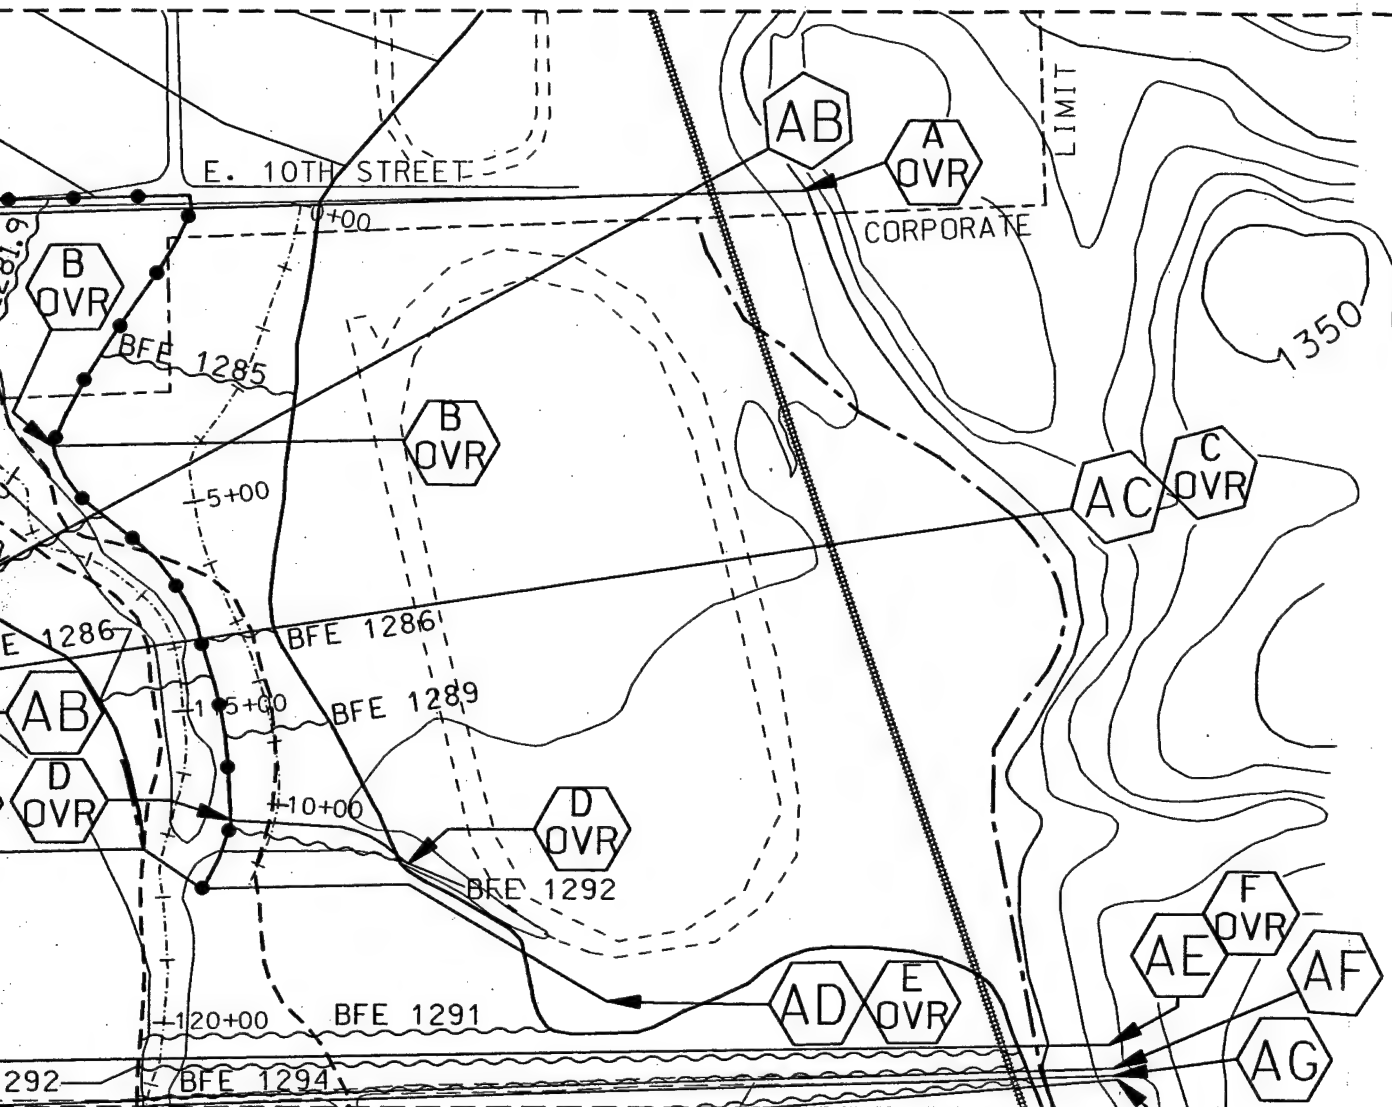 LIMIT
AB
A
OVR
E. 10TH STREET
0+00
CORPORATE
B
OVR
BFE 1285
1350
B
OVR
5+00
C
OVR
AC
BFE 1286
E 1286
BFE 1289
AB
115+00
D
OVR
10+00
D
OVR
BFE 1292
F
OVR
AE
AF
AD
E
OVR
BFE 1291
120+00
AG
292
BFE 1294